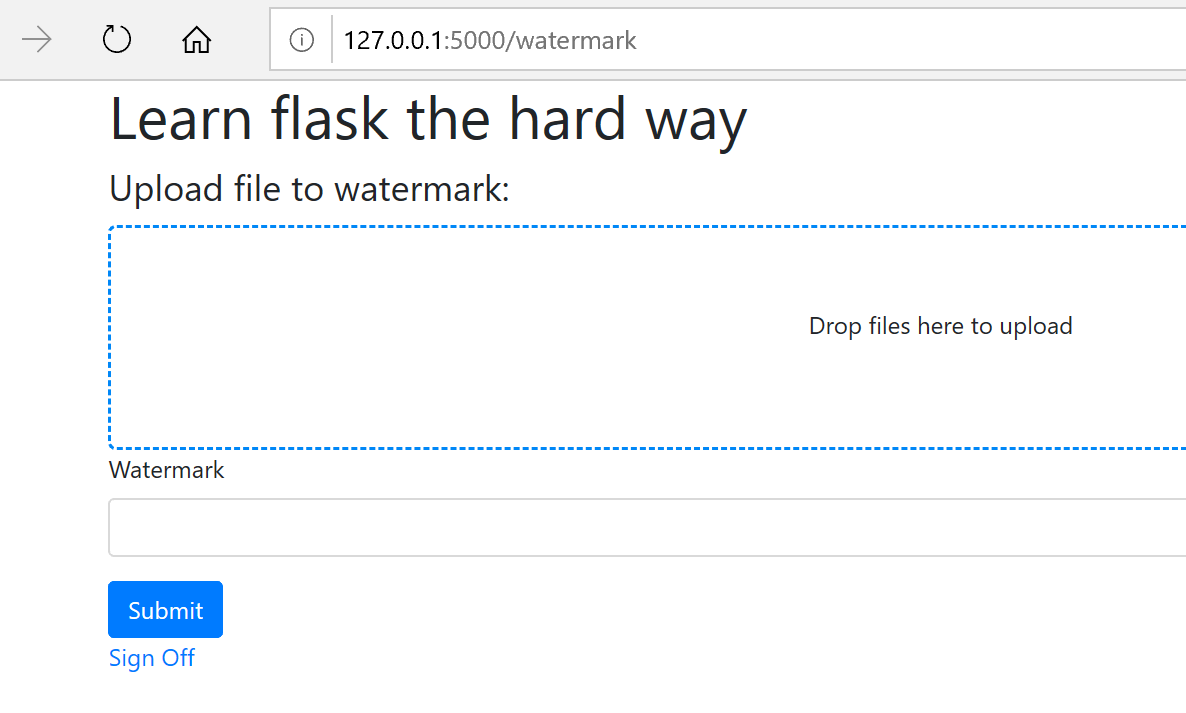 127.0.0.1:5000/watermark
Learn flask the hard way
Upload file to watermark:
Drop files here to upload
Watermark
Submit
Sign Off